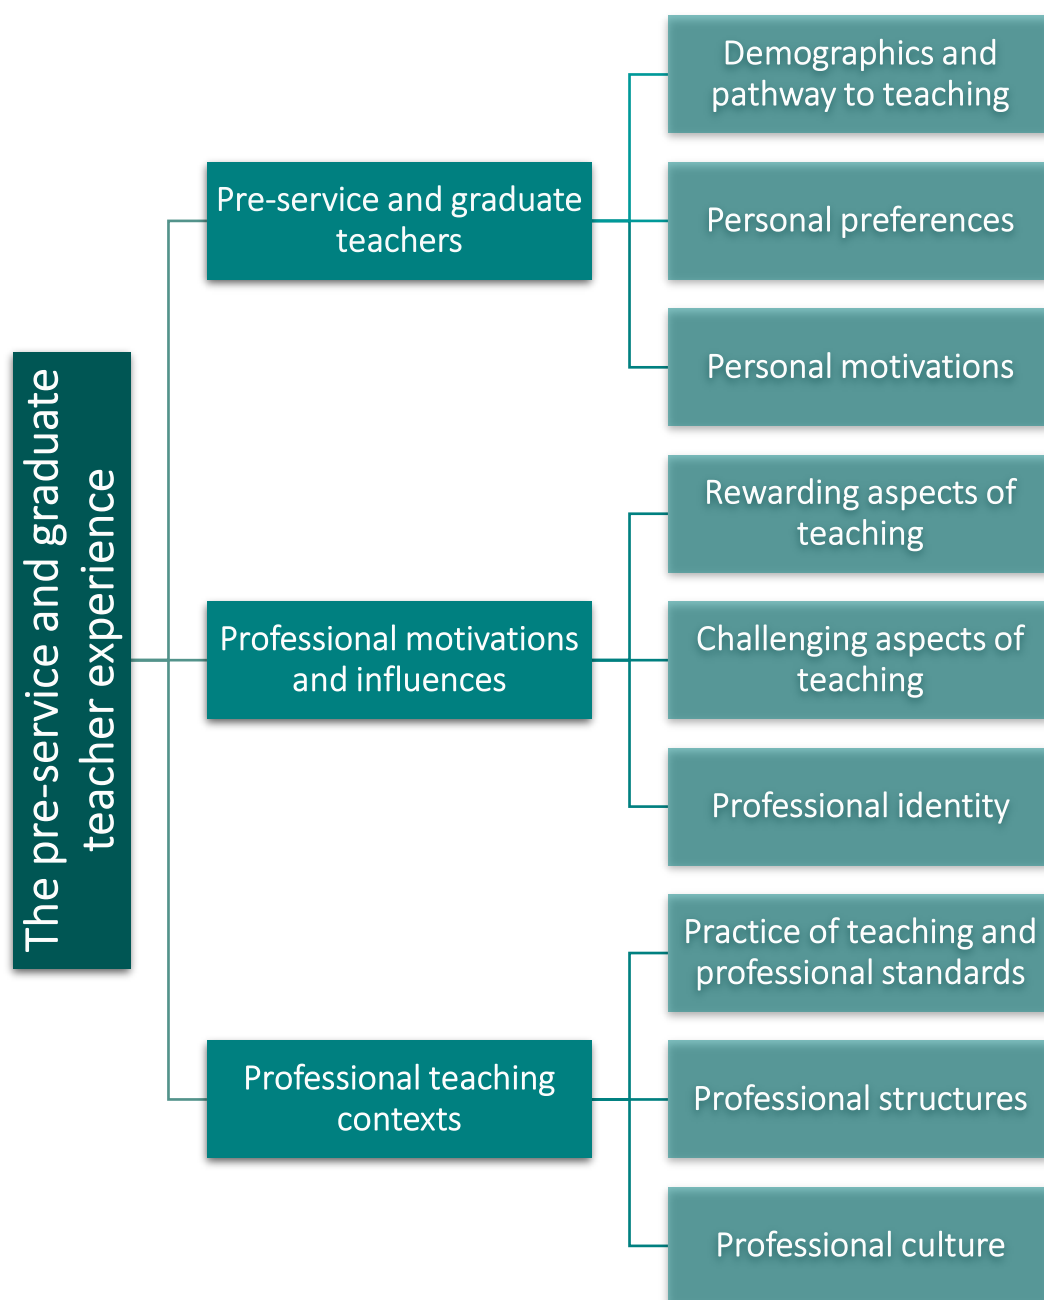 The pre-service and graduate
teacher experience
Pre-service and graduate
teachers
Demographics and
pathway to teaching
Personal preferences
Personal motivations
Professional motivations
and influences
Rewarding aspects of
teaching
Challenging aspects of
teaching
Professional identity
Professional teaching
contexts
Practice of teaching and
professional standards
Professional structures
Professional culture